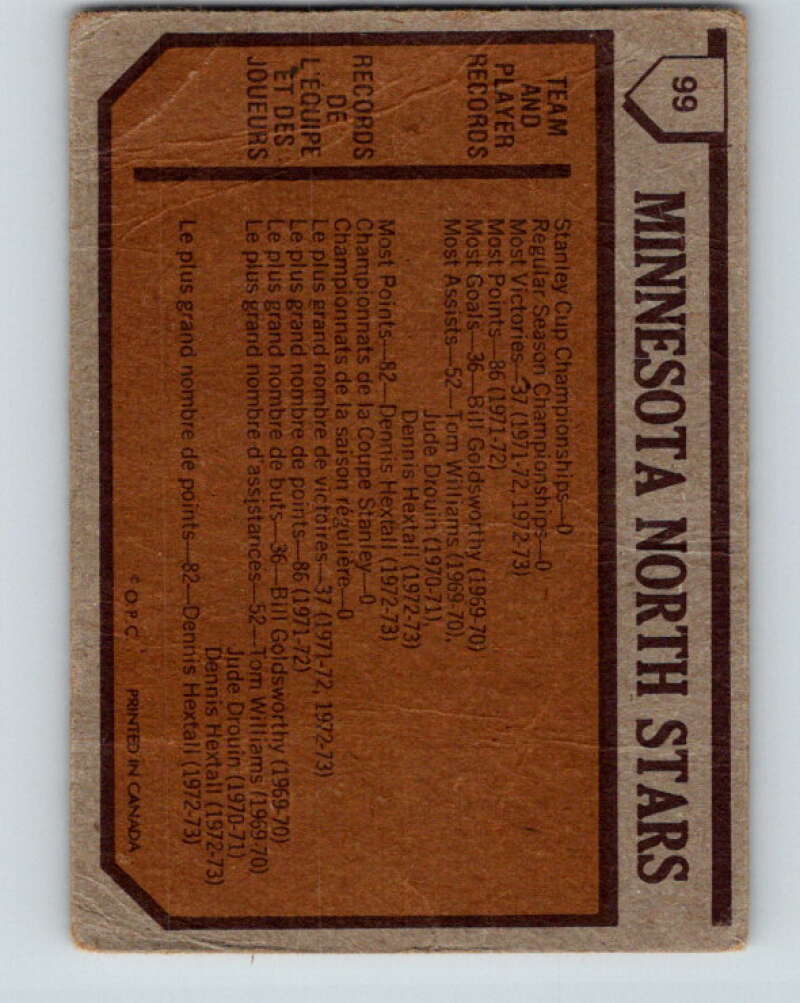 99
MINNESOTA NORTH STARS
TEAM
AND
PLAYER
RECORDS
Stanley Cup Championships—0
Regular Season Championships—0
Most Victories—37 (1971-72, 1972-73)
Most Points—86 (1971-72)
Most Goals—36—Bill Goldsworthy (1969-70)
Most Assists—52—Tom Williams (1969-70),
Jude Drouin (1970-71),
Dennis Hextall (1972-73)
Most Points—82—Dennis Hextall (1972-73)
RECORDS
DE
L'ÉQUIPE
ET DES
JOUEURS
Championnats de la Coupe Stanley—0
Championnats de la saison régulière—0
Le plus grand nombre de victoires—37 (1971-72, 1972-73)
Le plus grand nombre de points—86 (1971-72)
Le plus grand nombre de buts—36—Bill Goldsworthy (1969-70)
Le plus grand nombre d'assistances—52—Tom Williams (1969-70)
Jude Drouin (1970-71)
Dennis Hextall (1972-73)
Le plus grand nombre de points—82—Dennis Hextall (1972-73)
© O.P.C. PRINTED IN CANADA